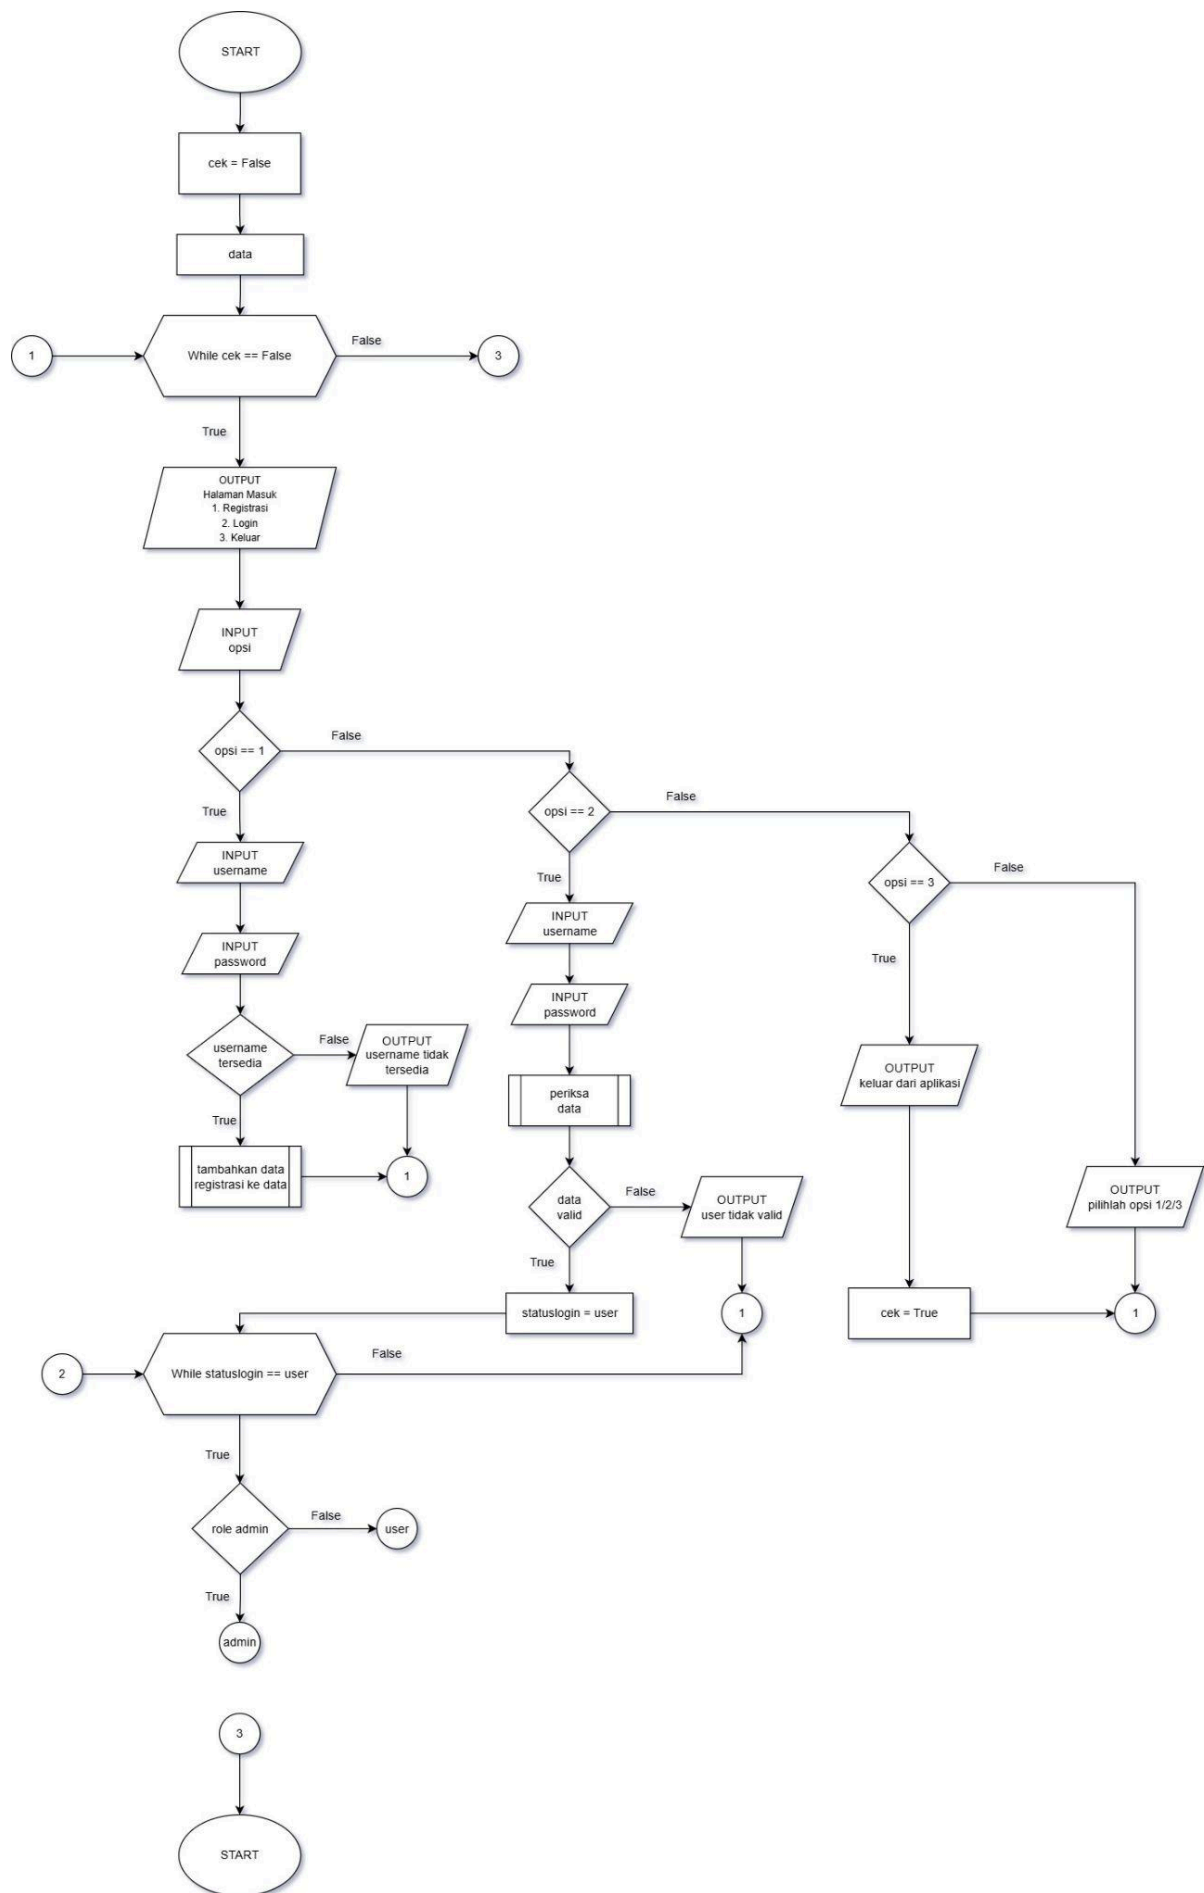 START
cek = False
data
1
While cek == False
False
3
True
OUTPUT
Halaman Masuk
1. Registrasi
2. Login
3. Keluar
INPUT
opsi
opsi == 1
False
True
opsi == 2
False
True
opsi == 3
False
True
INPUT
username
INPUT
password
username
tersedia
False
OUTPUT
username tidak
tersedia
True
tambahkan data
registrasi ke data
1
INPUT
username
INPUT
password
periksa
data
data
valid
False
OUTPUT
user tidak valid
True
statuslogin = user
1
OUTPUT
keluar dari aplikasi
cek = True
OUTPUT
pilihlah opsi 1/2/3
1
2
While statuslogin == user
False
True
role admin
False
user
True
admin
3
START